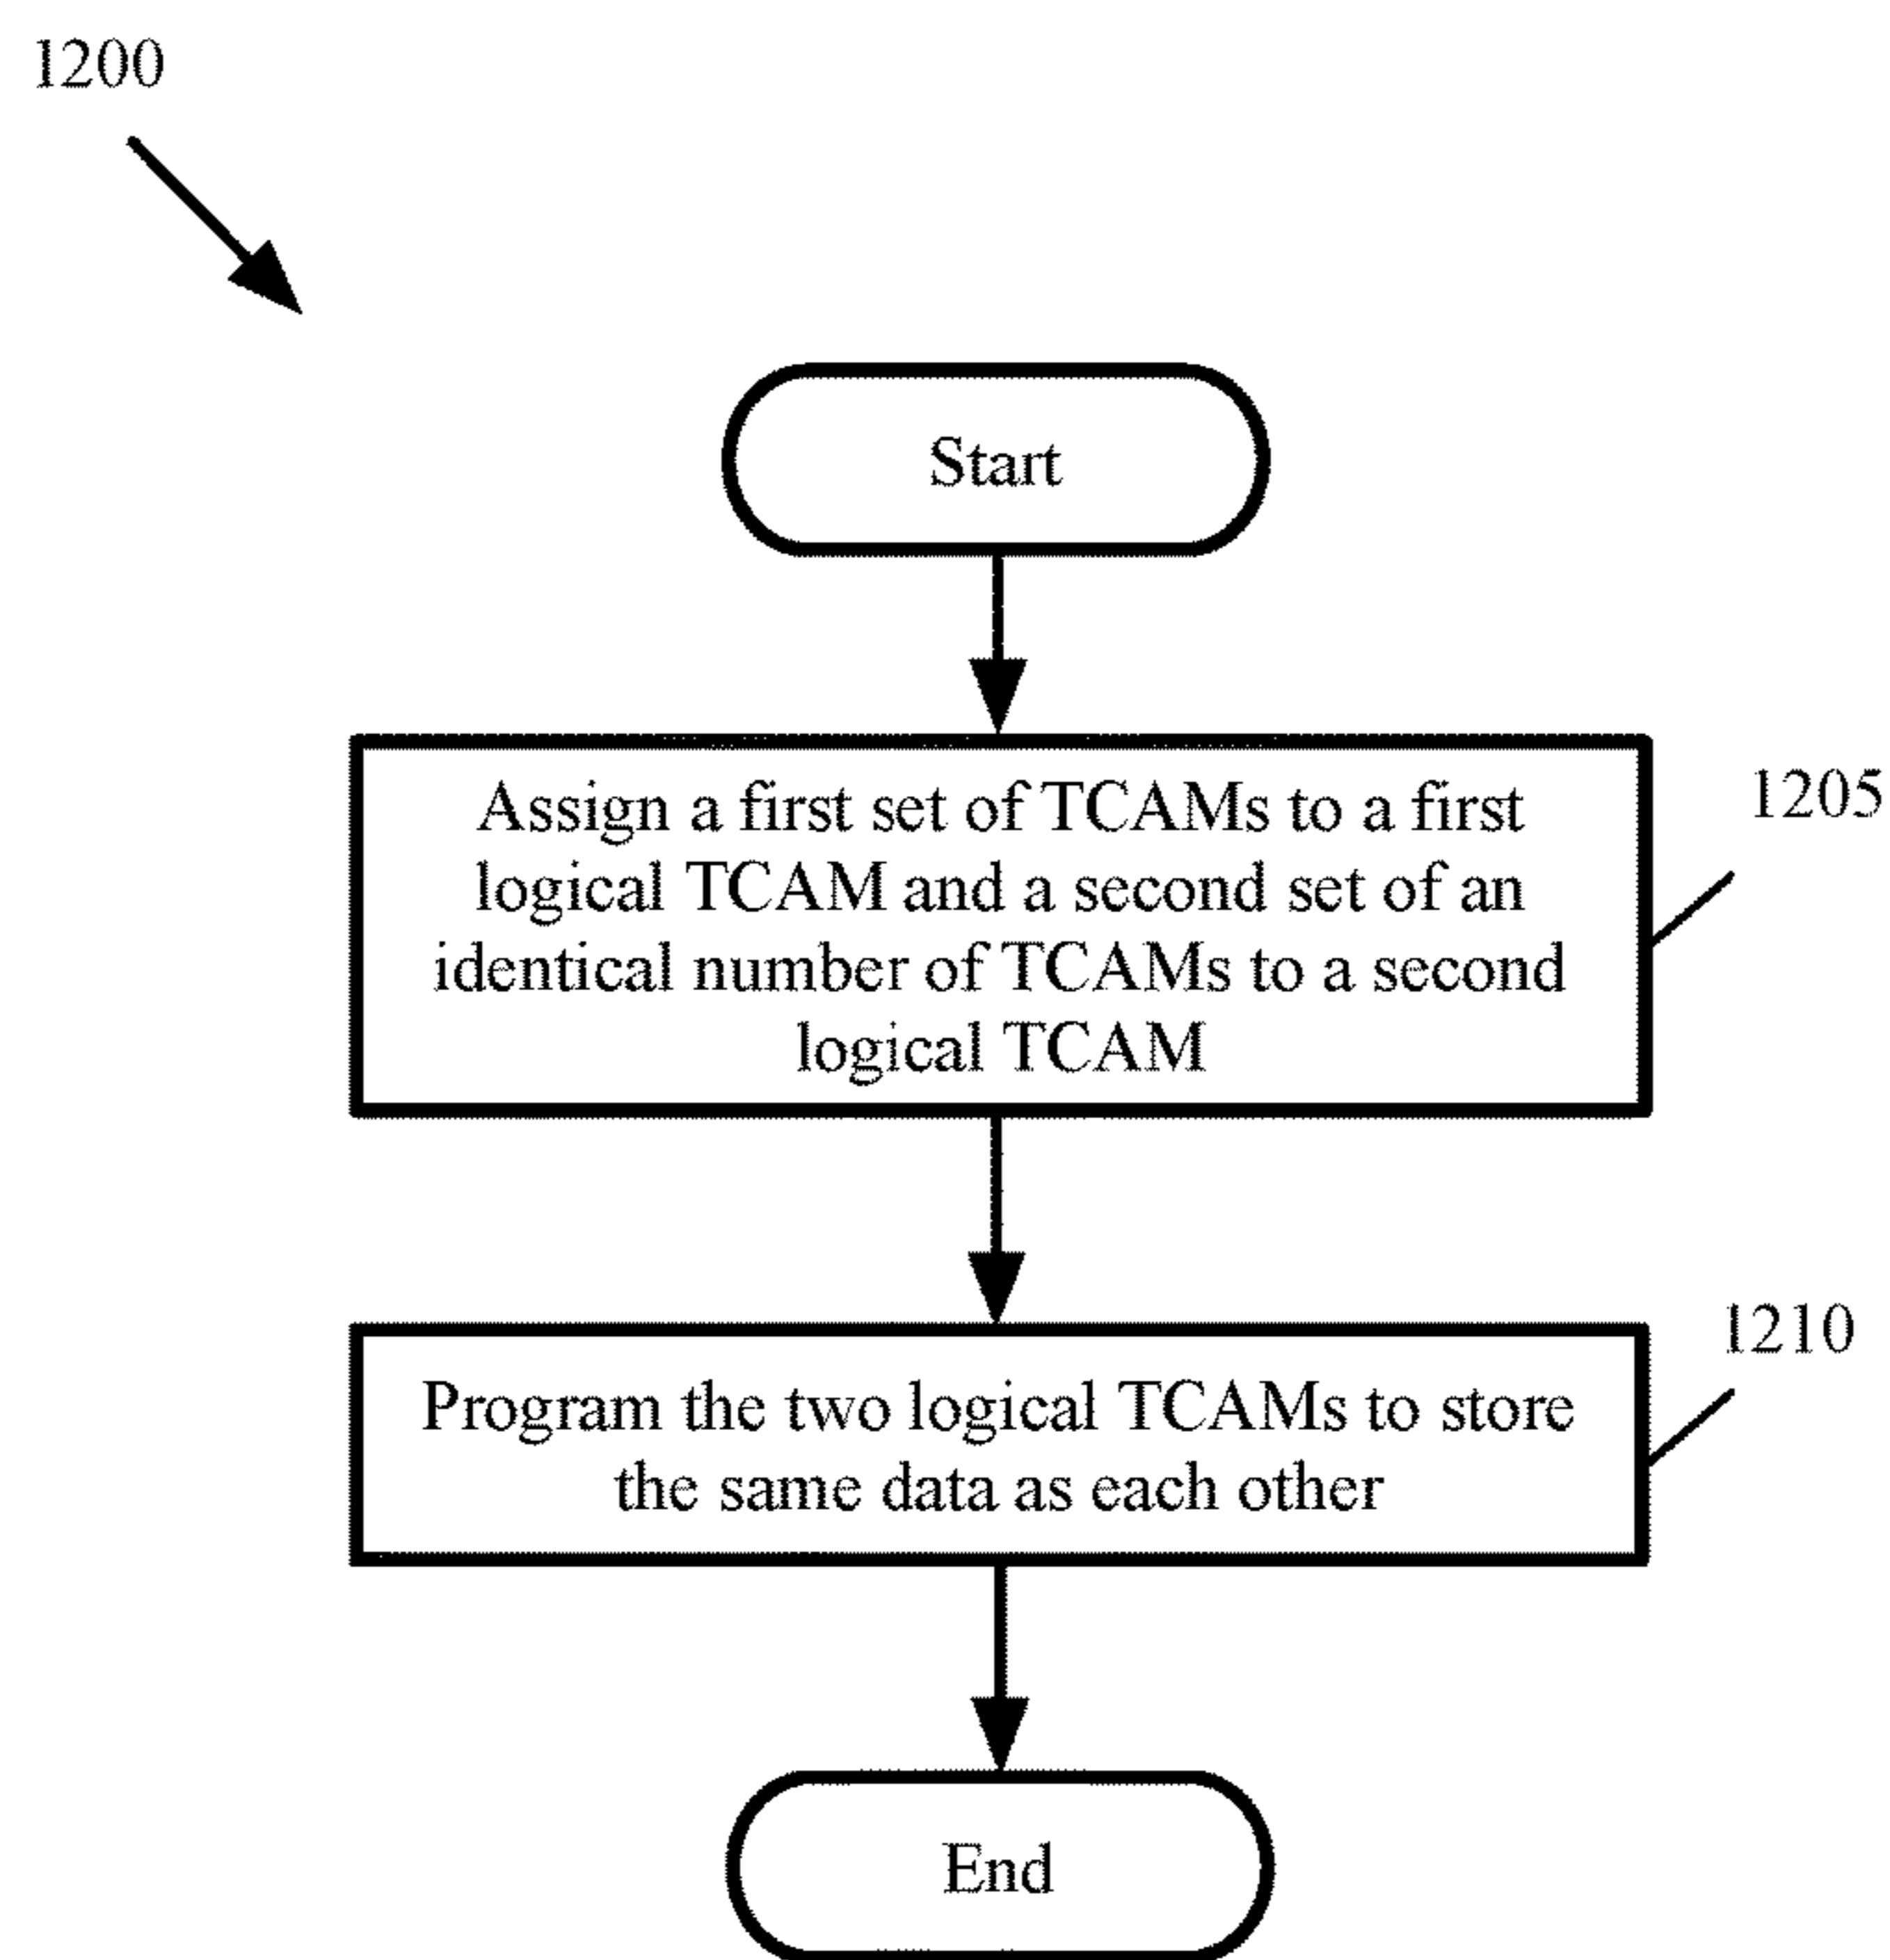 1200
Start
Assign a first set of TCAMs to a first
logical TCAM and a second set of an
identical number of TCAMs to a second
logical TCAM
1205
Program the two logical TCAMs to store
the same data as each other
1210
End